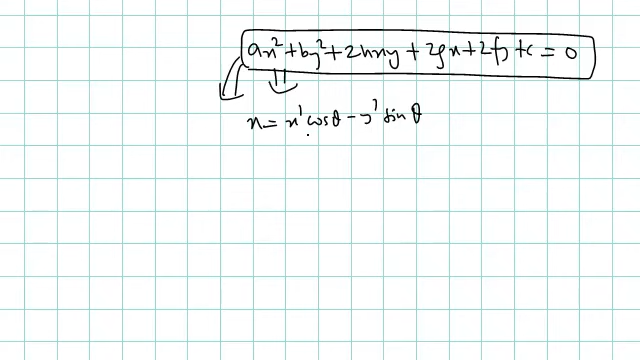 ax² + by² + 2hxy + 2gx + 2fy + c = 0
x = x' cosθ - y' sinθ